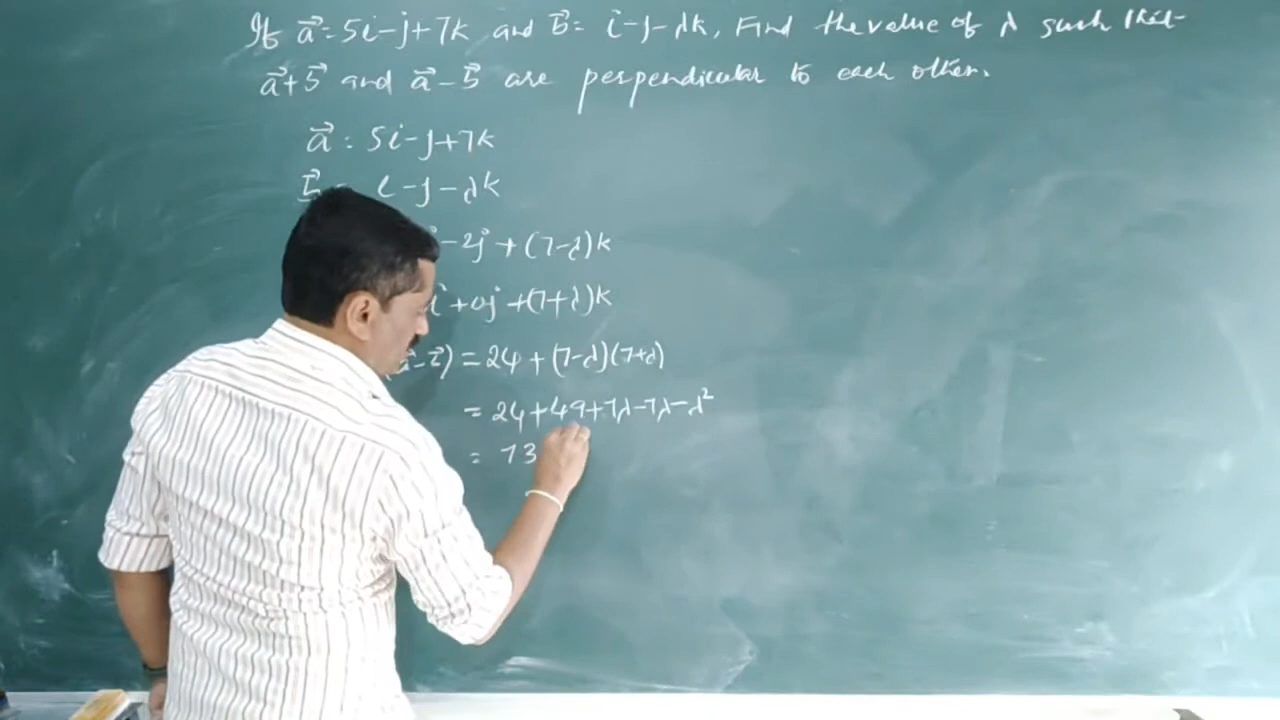 If a⃗ = 5i-j+7k and b⃗ = i-j-λk, Find the value of λ such that
a⃗+b⃗ and a⃗-b⃗ are perpendicular to each other.
a⃗ = 5i-j+7k
b⃗ = i-j-λk
-2j+(7-λ)k
i+0j+(7+λ)k
a⃗-b⃗) = 24+(7-λ)(7+λ)
= 24+49+7λ-7λ-λ²
= 73